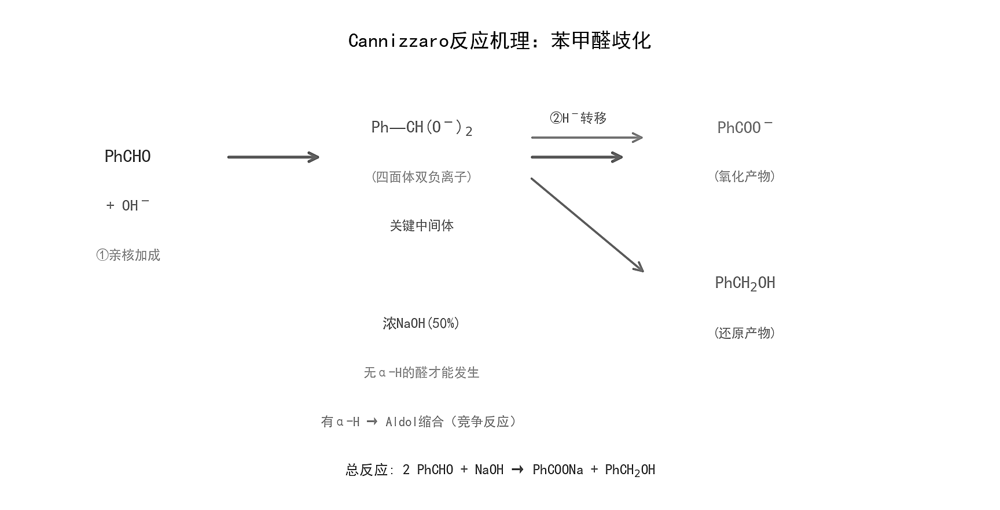 Cannizzaro反应机理：苯甲醛歧化
PhCHO
+ OH⁻
①亲核加成
Ph—CH(O⁻)₂
(四面体双负离子)
关键中间体
②H⁻转移
PhCOO⁻
(氧化产物)
PhCH₂OH
(还原产物)
浓NaOH(50%)
无α-H的醛才能发生
有α-H → Aldol缩合（竞争反应）
总反应: 2 PhCHO + NaOH → PhCOONa + PhCH₂OH